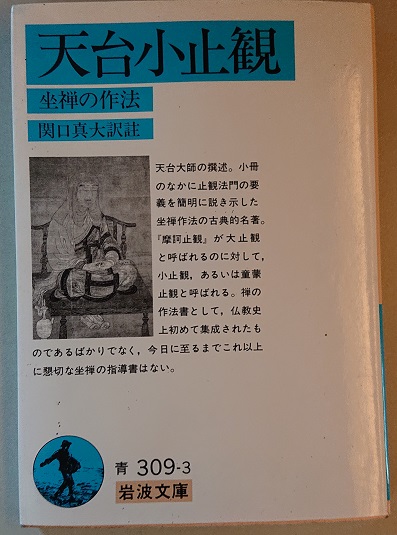 天台小止観
坐禅の作法
関口真大訳註
天台大師の撰述。小冊
のなかに止観法門の要
義を簡明に説き示した
坐禅作法の古典的名著。
『摩訶止観』が大止観
と呼ばれるのに対して，
小止観，あるいは童蒙
止観と呼ばれる。禅の
作法書として，仏教史
上初めて集成されたも
のであるばかりでなく，今日に至るまでこれ以上
に懇切な坐禅の指導書はない。
青 309-3
岩波文庫